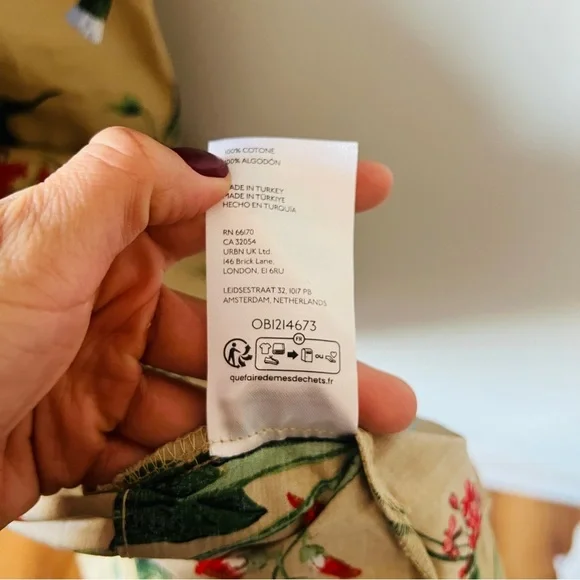 100% COTONE
100% ALGODÓN
MADE IN TURKEY
MADE IN TÜRKIYE
HECHO EN TURQUÍA
RN 66170
CA 32054
URBN UK Ltd.
146 Brick Lane,
LONDON, E1 6RU
LEIDSESTRAAT 32, 1017 PB
AMSTERDAM, NETHERLANDS
OB1214673
FR
OU
quefairedemesdechets.fr